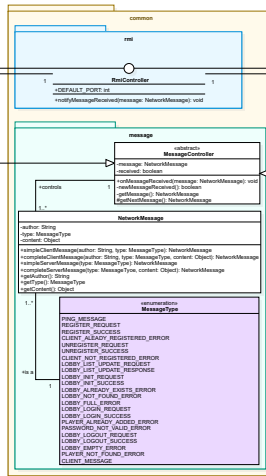 common
rmi
RmiController
1
1
+DEFAULT_PORT: int
+notifyMessageReceived(message: NetworkMessage): void
message
«abstract»
MessageController
-message: NetworkMessage
-received: boolean
+onMessageReceived(message: NetworkMessage): void
-newMessageReceived(): boolean
-getMessage(): NetworkMessage
#getNextMessage(): NetworkMessage
+controls
1
1..*
NetworkMessage
-author: String
-type: MessageType
-content: Object
+simpleClientMessage(author: String, type: MessageType): NetworkMessage
+completeClientMessage(author: String, type: MessageType, content: Object): NetworkMessage
+simpleServerMessage(type: MessageType): NetworkMessage
+completeServerMessage(type: MessageType, content: Object): NetworkMessage
+getAuthor(): String
+getType(): MessageType
+getContent(): Object
1..*
«enumeration»
MessageType
PING_MESSAGE
REGISTER_REQUEST
REGISTER_SUCCESS
CLIENT_ALEADY_REGISTERED_ERROR
UNREGISTER_REQUEST
UNREGISTER_SUCCESS
CLIENT_NOT_REGISTERED_ERROR
LOBBY_LIST_UPDATE_REQUEST
LOBBY_LIST_UPDATE_RESPONSE
LOBBY_INIT_REQUEST
LOBBY_INIT_SUCCESS
LOBBY_ALREADY_EXISTS_ERROR
LOBBY_NOT_FOUND_ERROR
LOBBY_FULL_ERROR
LOBBY_LOGIN_REQUEST
LOBBY_LOGIN_SUCCESS
PLAYER_ALREADY_ADDED_ERROR
PASSWORD_NOT_VALID_ERROR
LOBBY_LOGOUT_REQUEST
LOBBY_LOGOUT_SUCCESS
LOBBY_EMPTY_ERROR
PLAYER_NOT_FOUND_ERROR
CLIENT_MESSAGE
+is a
1